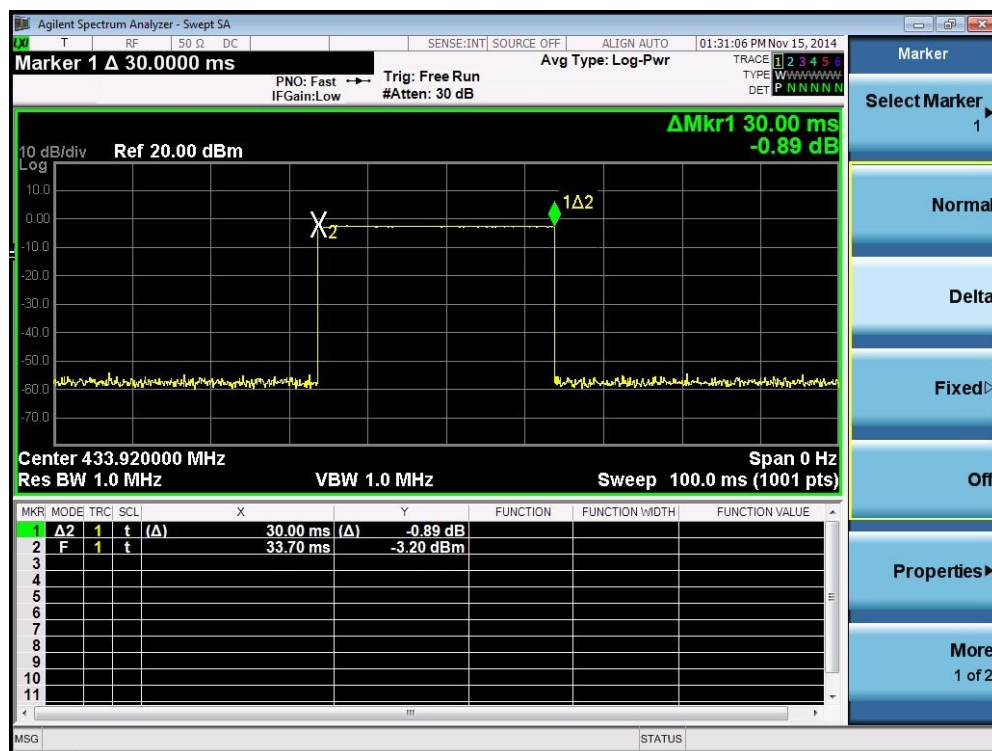 Agilent Spectrum Analyzer - Swept SA
LXI T RF 50 Ω DC SENSE:INT SOURCE OFF ALIGN AUTO 01:31:06 PM Nov 15, 2014
Marker 1 Δ 30.0000 ms
PNO: Fast
IFGain:Low
Trig: Free Run
#Atten: 30 dB
Avg Type: Log-Pwr
TRACE 1 2 3 4 5 6
TYPE WWWWWW
DET P N N N N N
ΔMkr1 30.00 ms
-0.89 dB
10 dB/div Ref 20.00 dBm
Log
10.0
0.00
-10.0
-20.0
-30.0
-40.0
-50.0
-60.0
-70.0
1Δ2
2
Center 433.920000 MHz Span 0 Hz
Res BW 1.0 MHz VBW 1.0 MHz Sweep 100.0 ms (1001 pts)
MKR MODE TRC SCL X Y FUNCTION FUNCTION WIDTH FUNCTION VALUE
1 Δ2 1 t (Δ) 30.00 ms (Δ) -0.89 dB
2 F 1 t 33.70 ms -3.20 dBm
3
4
5
6
7
8
9
10
11
MSG STATUS
Marker
Select Marker
1
Normal
Delta
Fixed
Off
Properties
More
1 of 2